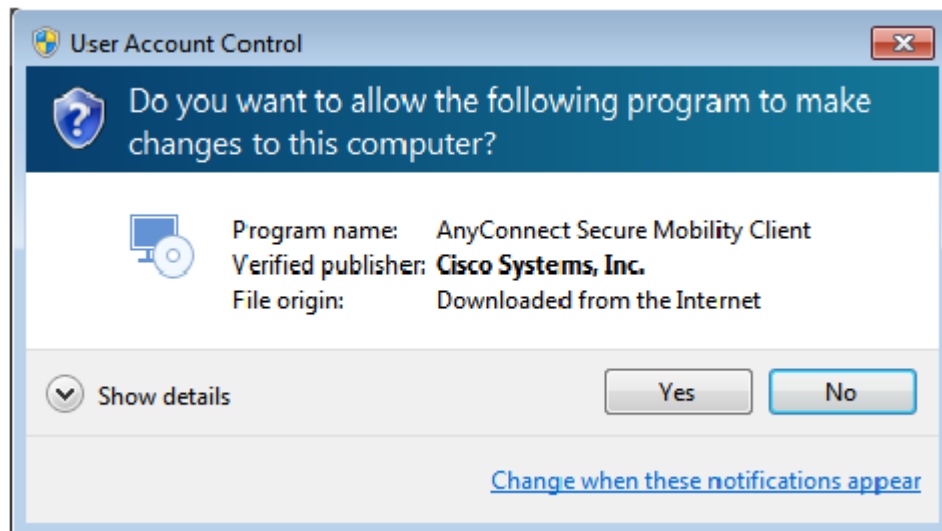 User Account Control
Do you want to allow the following program to make
changes to this computer?
Program name: AnyConnect Secure Mobility Client
Verified publisher: Cisco Systems, Inc.
File origin: Downloaded from the Internet
Show details
Yes
No
Change when these notifications appear